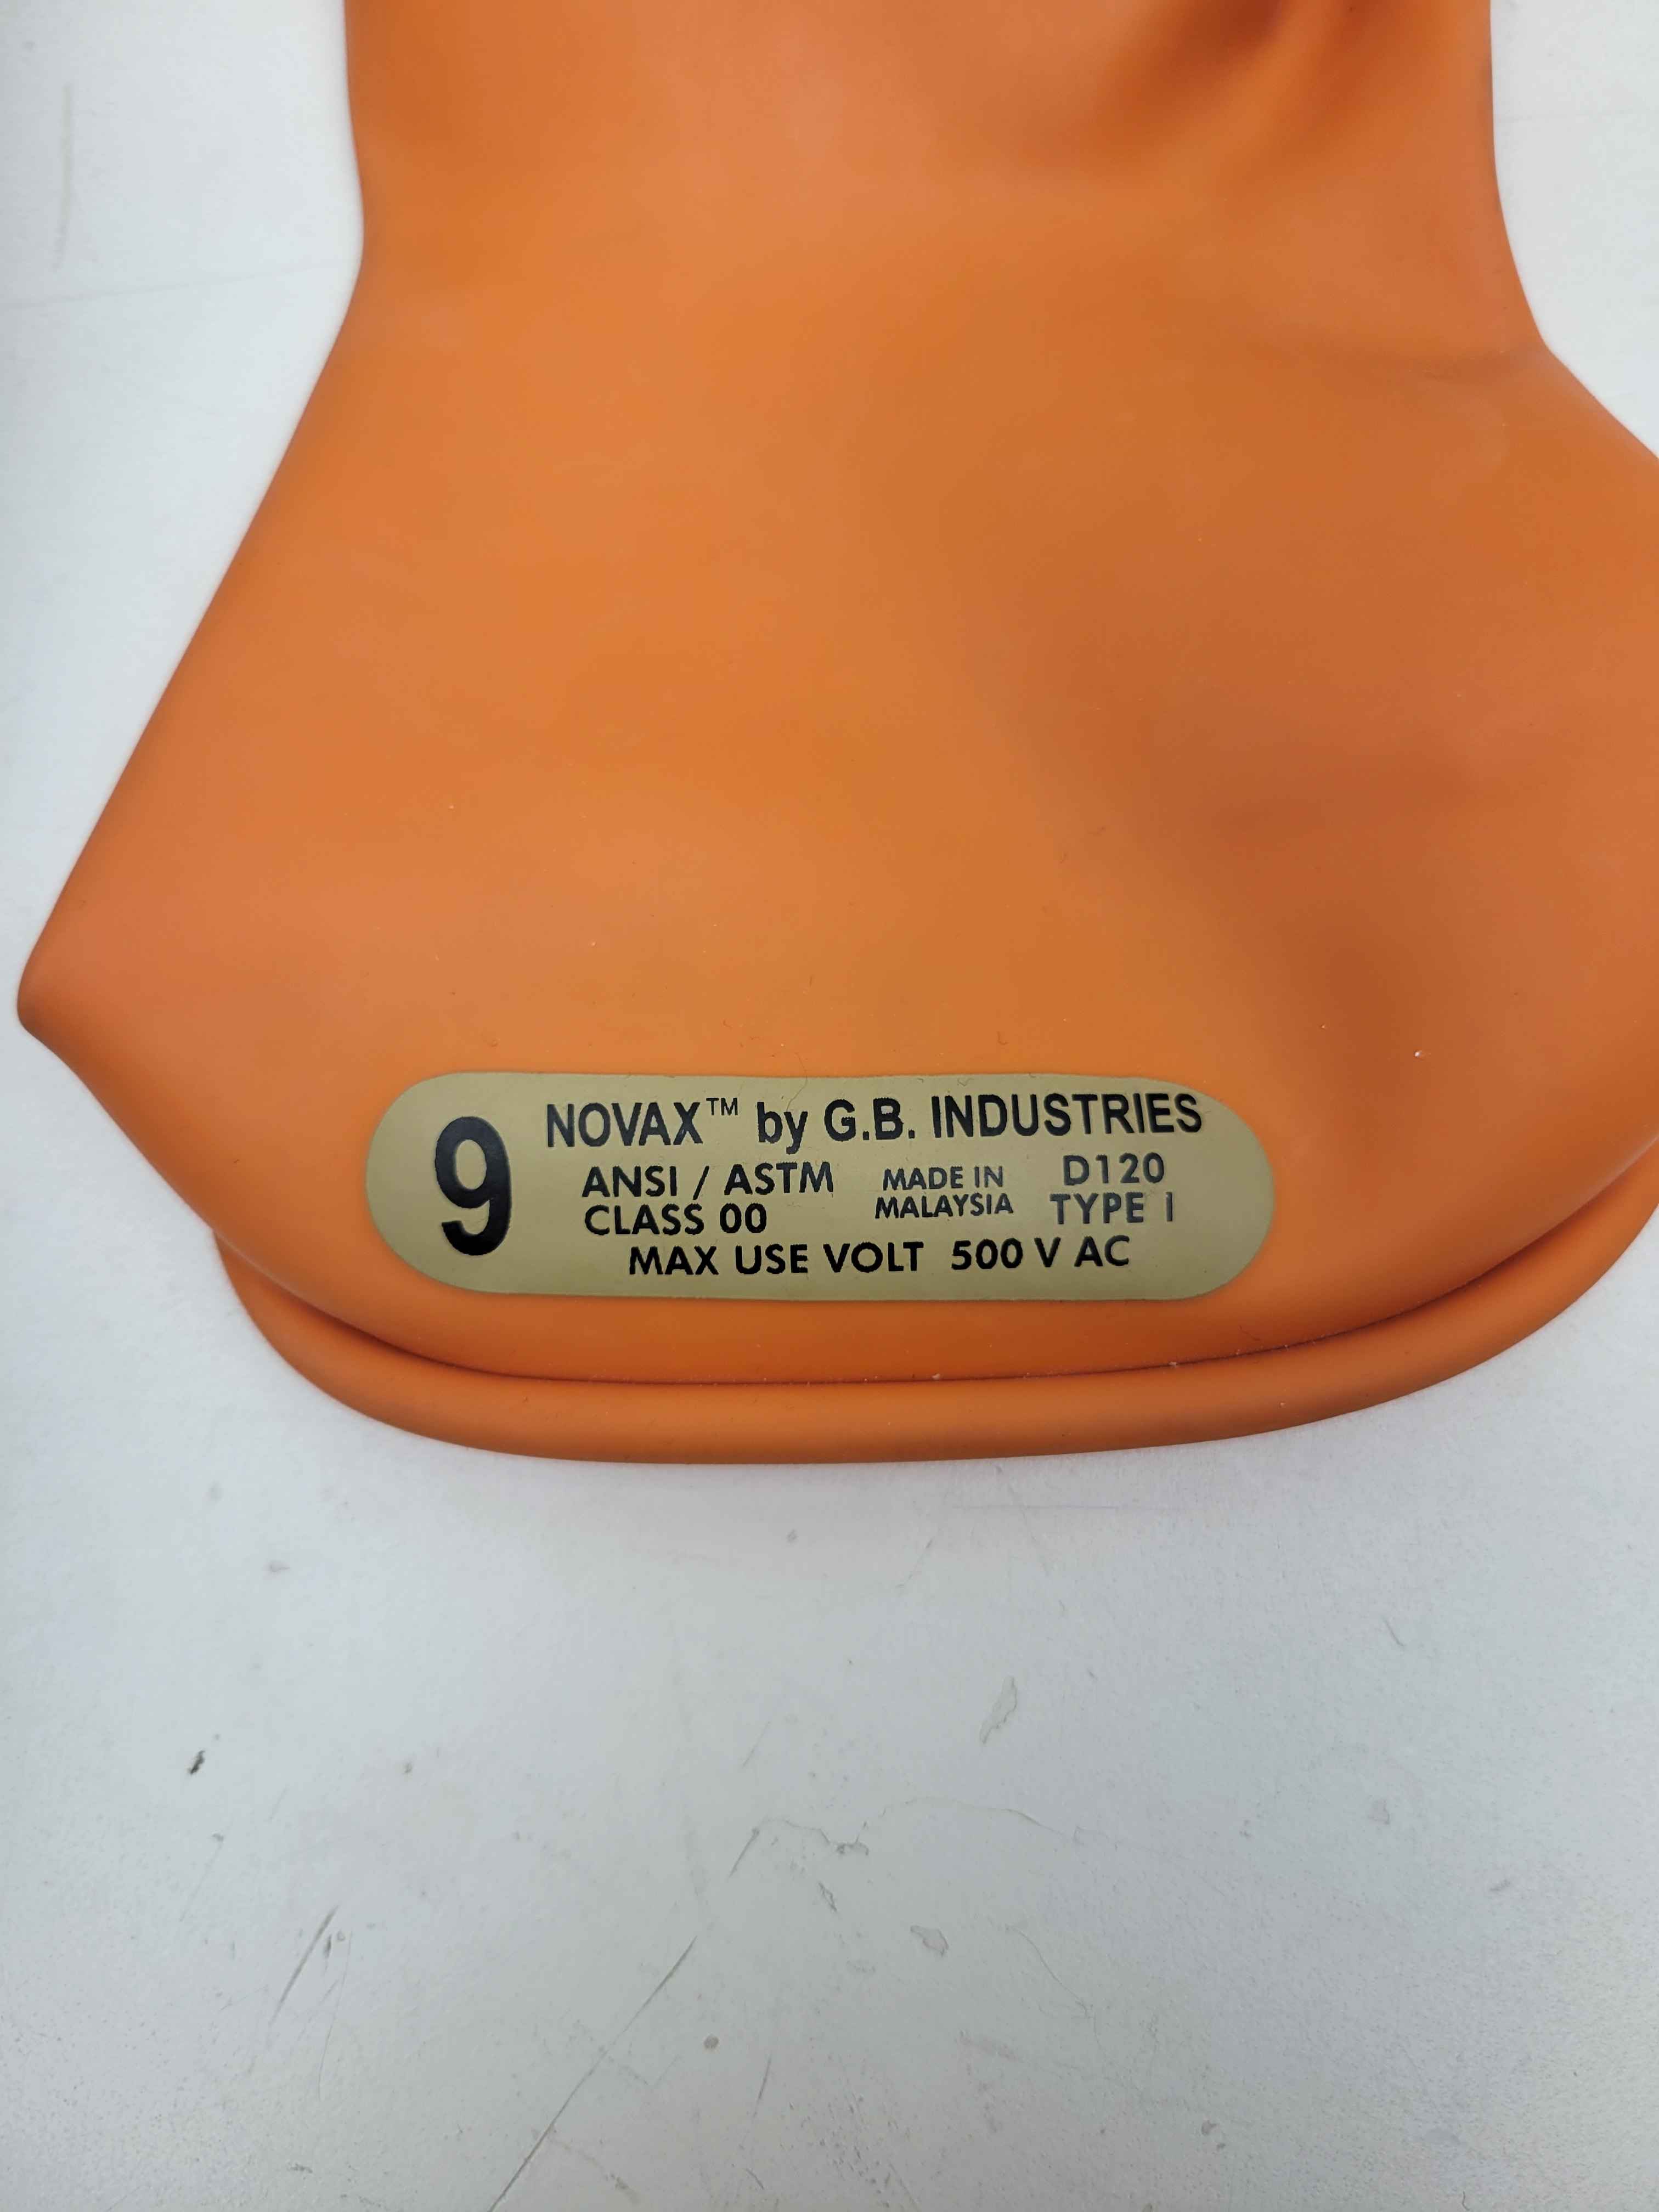 9
NOVAX™ by G.B. INDUSTRIES
ANSI / ASTM
CLASS 00
MADE IN
MALAYSIA
D120
TYPE I
MAX USE VOLT 500 V AC